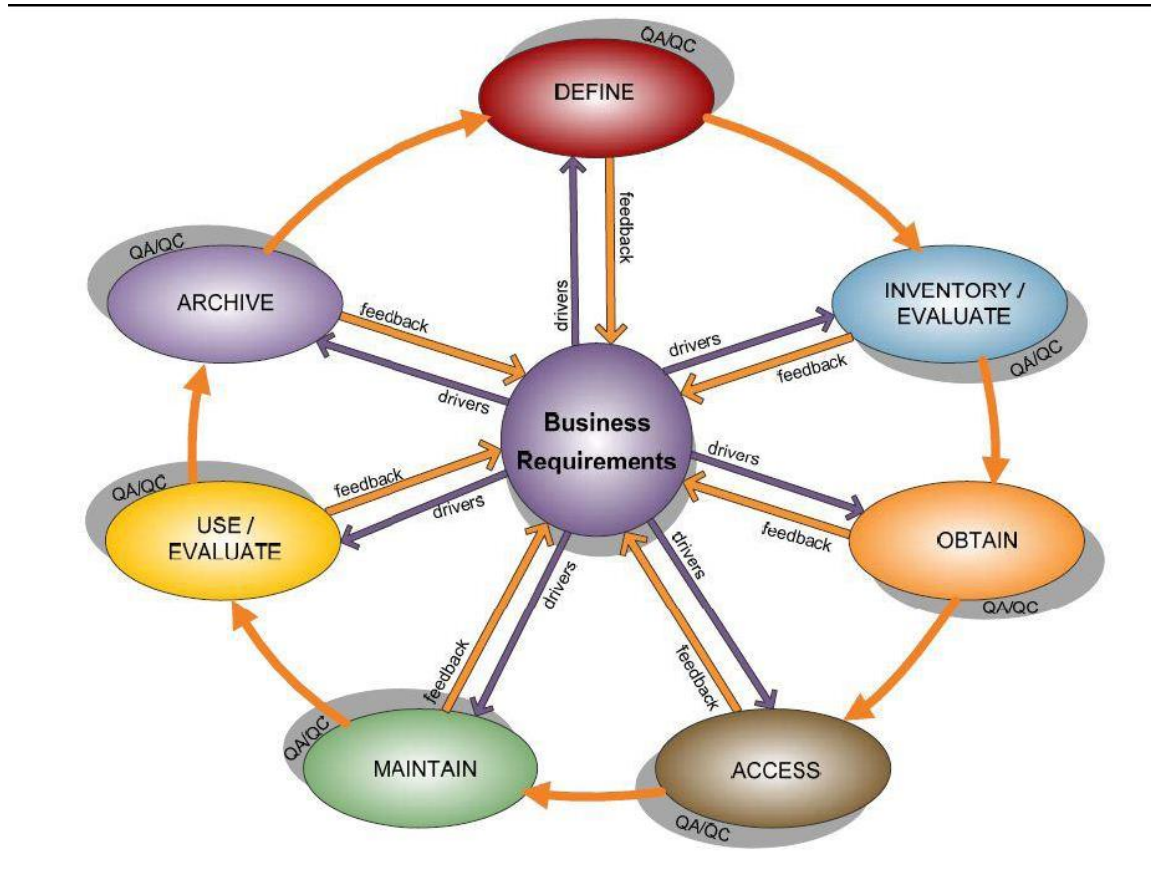 QA/QC
DEFINE
feedback
drivers
QA/QC
ARCHIVE
feedback
drivers
INVENTORY /
EVALUATE
QA/QC
drivers
feedback
Business
Requirements
drivers
feedback
OBTAIN
QA/QC
QA/QC
USE /
EVALUATE
feedback
drivers
drivers
feedback
QA/QC
MAINTAIN
drivers
feedback
ACCESS
QA/QC